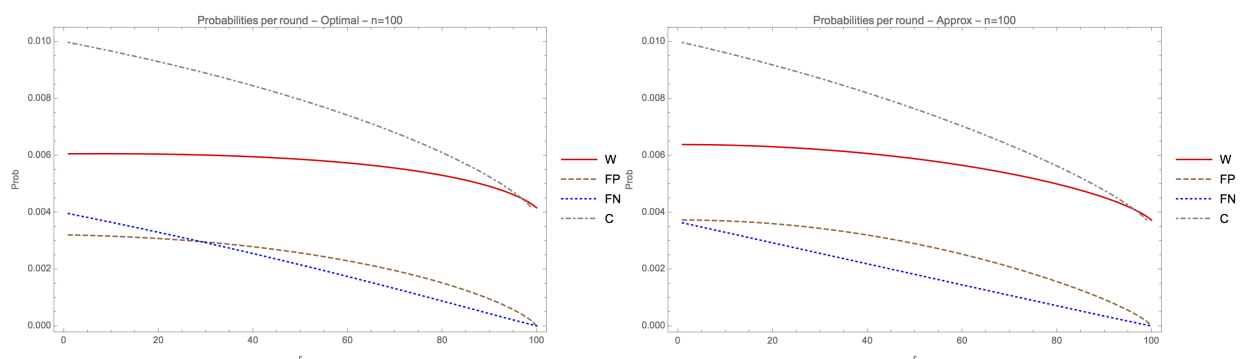 Probabilities per round – Optimal – n=100
0.010
0.008
0.006
0.004
0.002
0.000
Prob
0
20
40
60
80
100
r
W
FP
FN
C
Probabilities per round – Approx – n=100
0.010
0.008
0.006
0.004
0.002
0.000
Prob
0
20
40
60
80
100
r
W
FP
FN
C